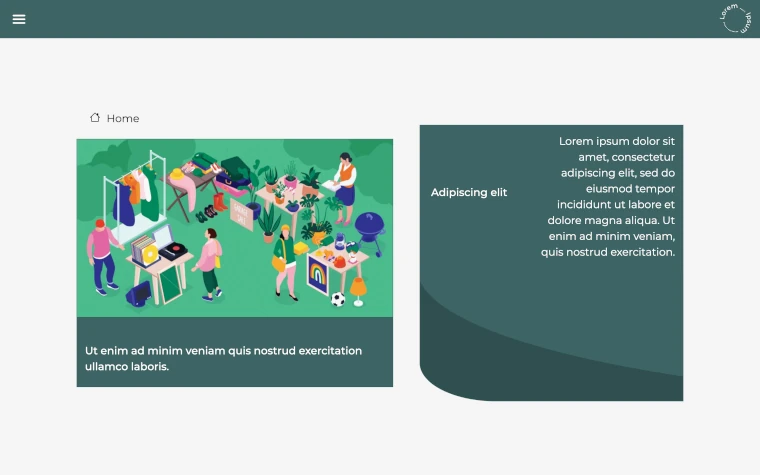 Lorem ipsum
Home
Ut enim ad minim veniam quis nostrud exercitation
ullamco laboris.
Adipiscing elit
Lorem ipsum dolor sit
amet, consectetur
adipiscing elit, sed do
eiusmod tempor
incididunt ut labore et
dolore magna aliqua. Ut
enim ad minim veniam,
quis nostrud exercitation.